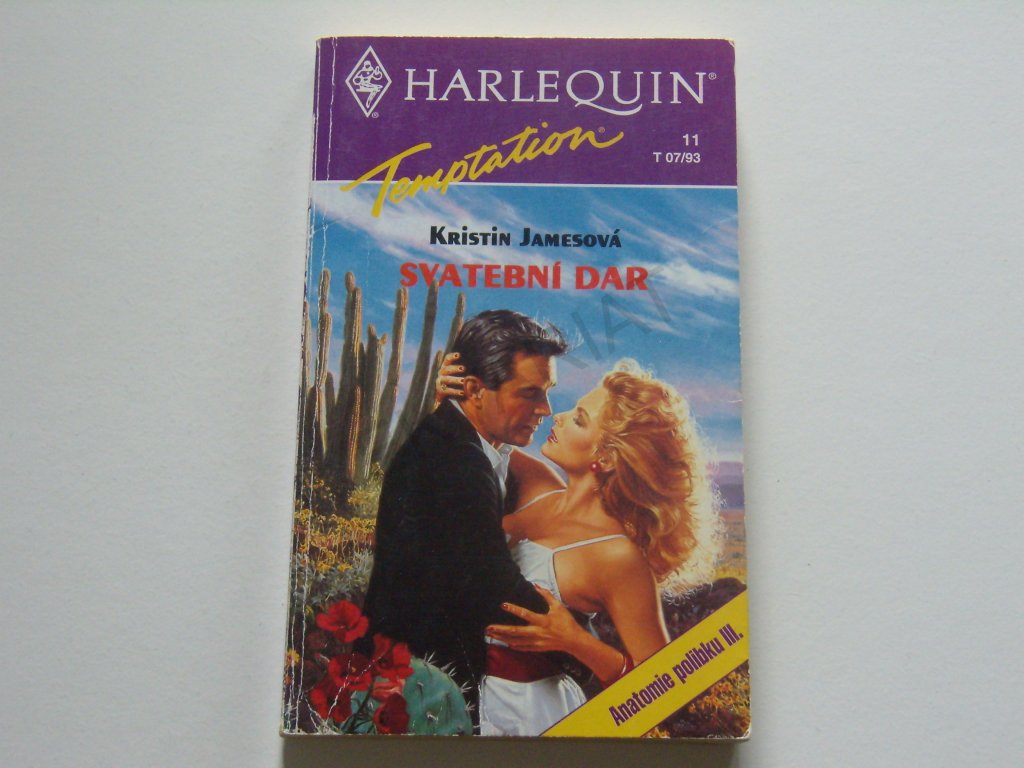 HARLEQUIN®
Temptation®
11
T 07/93
KRISTIN JAMESOVÁ
SVATEBNÍ DAR
Anatomie polibku III.